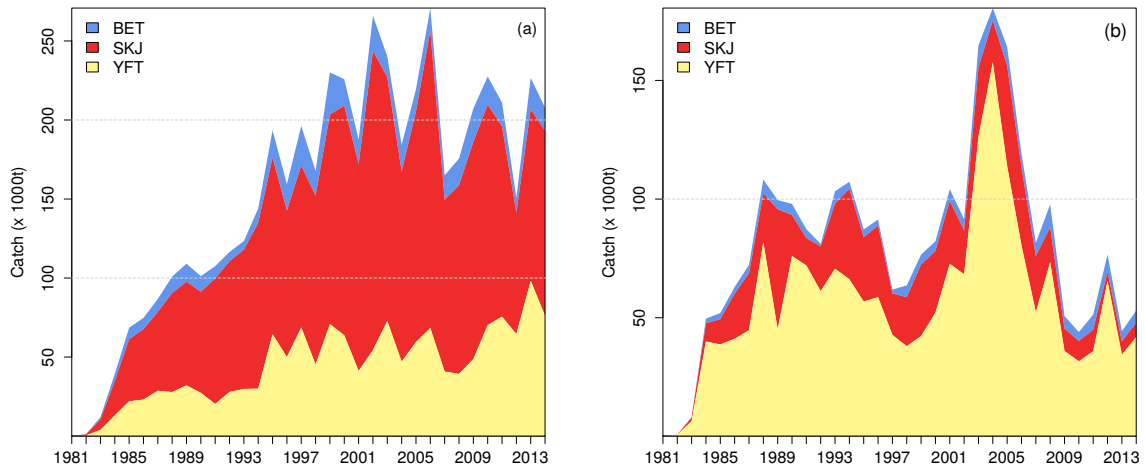 (a)
BET
SKJ
YFT
Catch (x 1000t)
250
200
150
100
50
1981 1985 1989 1993 1997 2001 2005 2009 2013
(b)
BET
SKJ
YFT
Catch (x 1000t)
150
100
50
1981 1985 1989 1993 1997 2001 2005 2009 2013